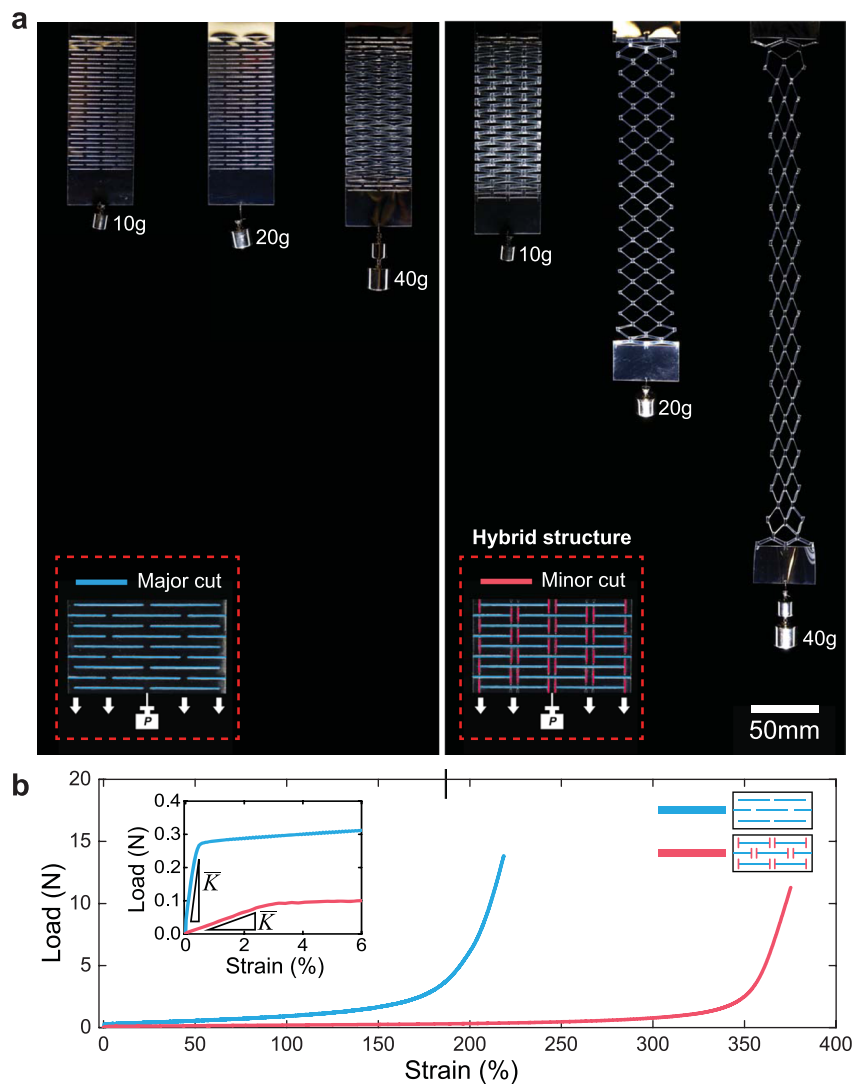 a
10g
20g
40g
10g
20g
40g
Major cut
P
Hybrid structure
Minor cut
P
50mm
b
Load (N)
20
15
10
5
0
0 50 100 150 200 250 300 350 400
Strain (%)
Load (N)
0.4
0.3
0.2
0.1
0.0
0 2 4 6
Strain (%)
K̅
K̅